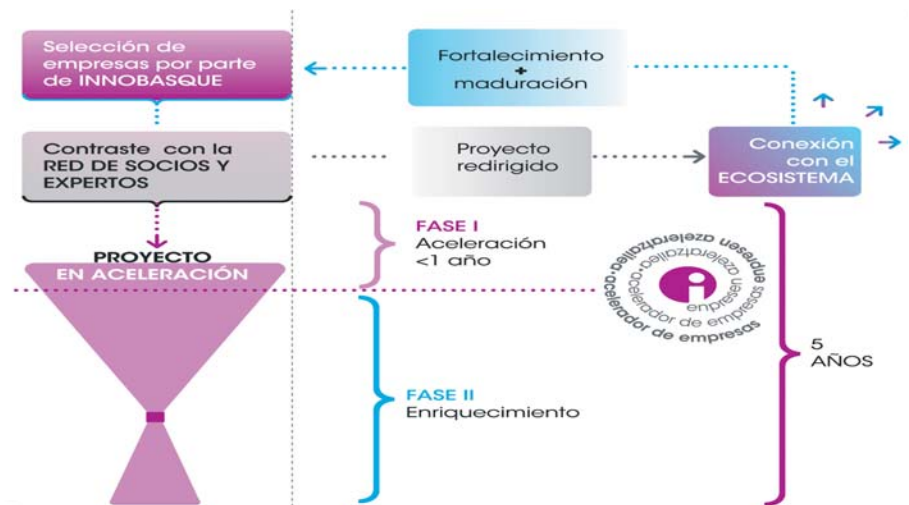 Selección de
empresas por parte
de INNOBASQUE
Fortalecimiento
+
maduración
Contraste con la
RED DE SOCIOS Y
EXPERTOS
Proyecto
redirigido
Conexión
con el
ECOSISTEMA
PROYECTO
EN ACELERACIÓN
FASE I
Aceleración
<1 año
enpresen azeleratzailea·acelerador de empresas
enpresen azeleratzailea·acelerador de empresas
i
5
AÑOS
FASE II
Enriquecimiento